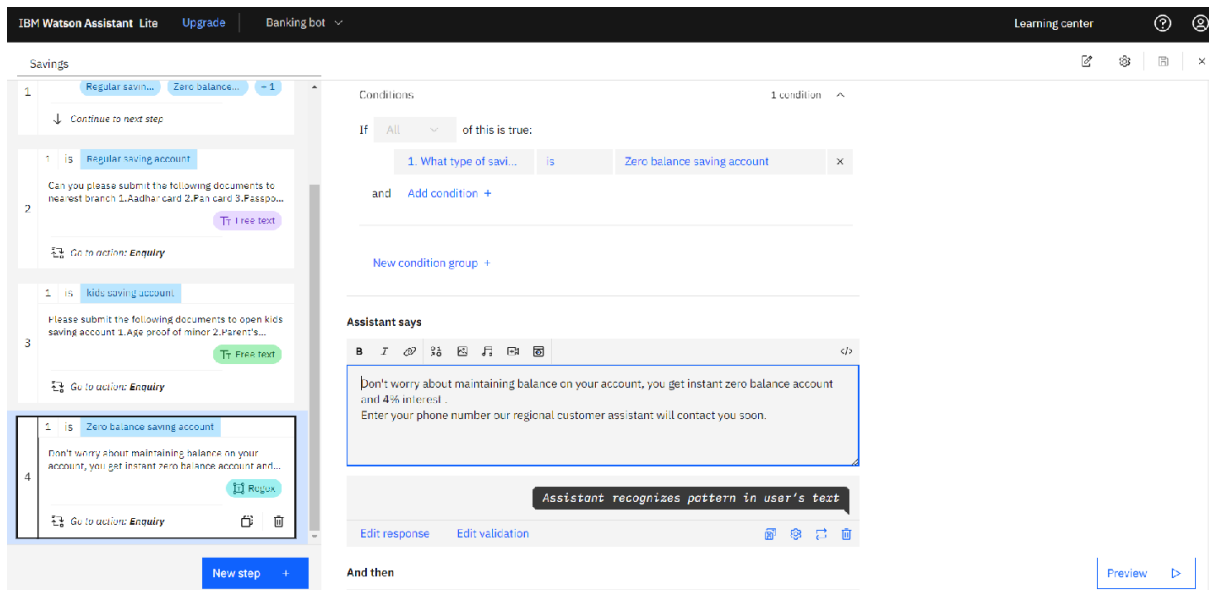 IBM Watson Assistant Lite Upgrade Banking bot Learning center
Savings
1 Regular savin... Zero balance...
Continue to next step
1 is Regular saving account
Can you please submit the following documents to
nearest branch 1.Aadhar card 2.Pan card 3.Passpo...
2
Free text
Go to action: Enquiry
1 is kids saving account
Please submit the following documents to open kids
saving account 1.Age proof of minor 2.Parent's...
3
Free text
Go to action: Enquiry
1 is Zero balance saving account
Don't worry about maintaining balance on your
account, you get instant zero balance account and...
4
Regex
Go to action: Enquiry
New step +
Conditions 1 condition
If All of this is true:
1. What type of savi... is Zero balance saving account ×
and Add condition +
New condition group +
Assistant says
B I </>
Don't worry about maintaining balance on your account, you get instant zero balance account
and 4% interest .
Enter your phone number our regional customer assistant will contact you soon.
Assistant recognizes pattern in user's text
Edit response Edit validation
And then
Preview